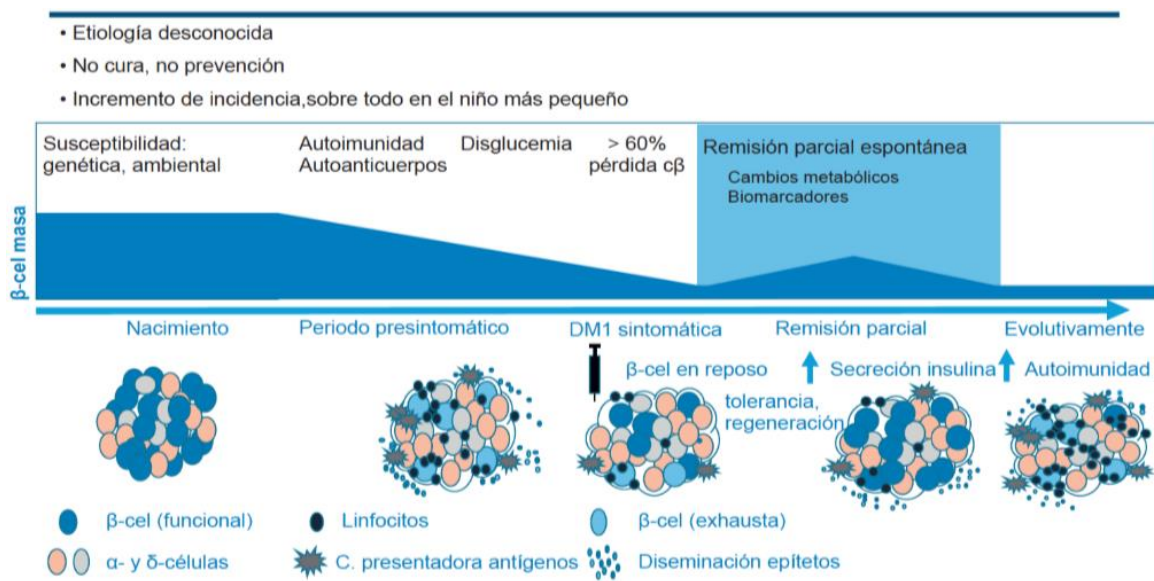 • Etiología desconocida
• No cura, no prevención
• Incremento de incidencia,sobre todo en el niño más pequeño
Susceptibilidad:
genética, ambiental
Autoimunidad
Autoanticuerpos
Disglucemia
> 60%
pérdida cβ
Remisión parcial espontánea
Cambios metabólicos
Biomarcadores
β-cel masa
Nacimiento
Periodo presintomático
DM1 sintomática
Remisión parcial
Evolutivamente
β-cel en reposo
tolerancia,
regeneración
Secreción insulina
Autoimunidad
β-cel (funcional)
Linfocitos
β-cel (exhausta)
α- y δ-células
C. presentadora antígenos
Diseminación epítetos